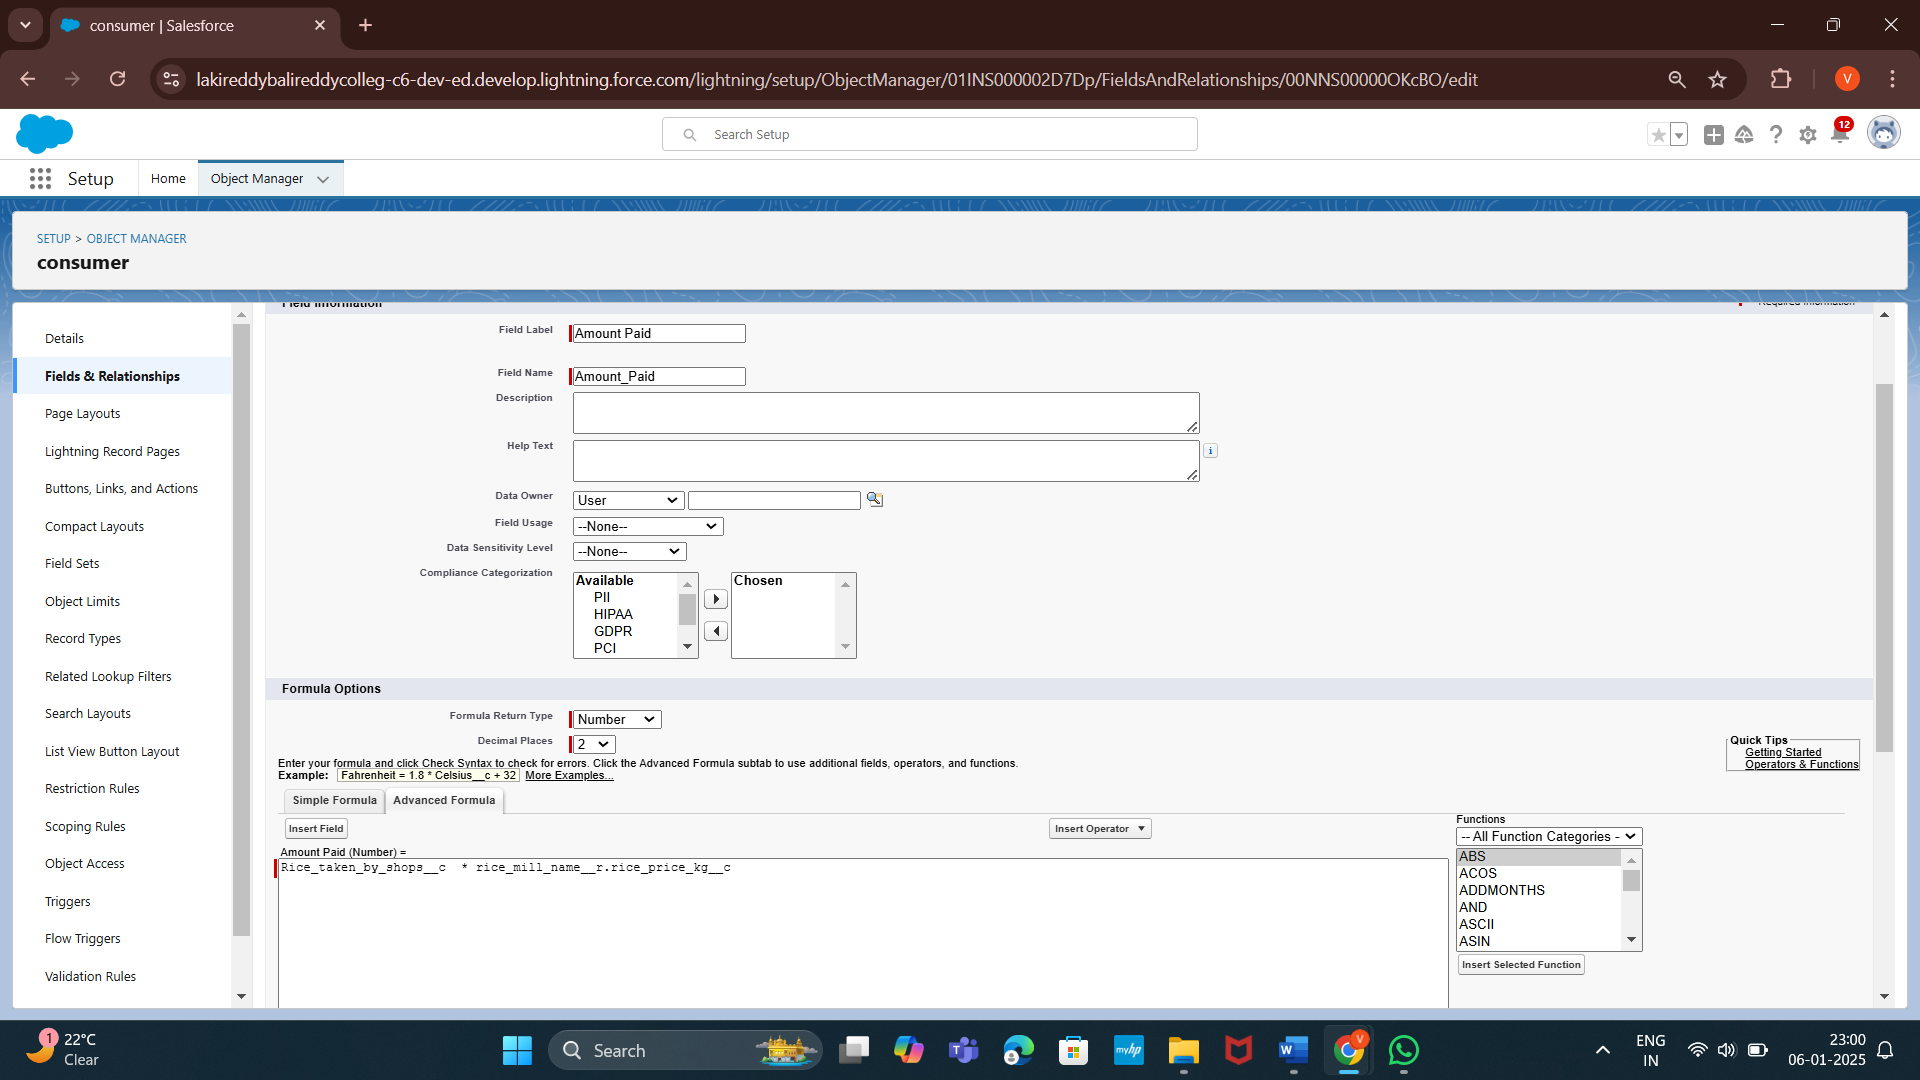 consumer | Salesforce
lakireddybalireddycolleg-c6-dev-ed.develop.lightning.force.com/lightning/setup/ObjectManager/01INS000002D7Dp/FieldsAndRelationships/00NNS00000OKcBO/edit
V
Search Setup
12
Setup
Home
Object Manager
SETUP > OBJECT MANAGER
consumer
Details
Fields & Relationships
Page Layouts
Lightning Record Pages
Buttons, Links, and Actions
Compact Layouts
Field Sets
Object Limits
Record Types
Related Lookup Filters
Search Layouts
List View Button Layout
Restriction Rules
Scoping Rules
Object Access
Triggers
Flow Triggers
Validation Rules
Field Information
Required Information
Field Label
Amount Paid
Field Name
Amount_Paid
Description
Help Text
i
Data Owner
User
Field Usage
--None--
Data Sensitivity Level
--None--
Compliance Categorization
Available
PII
HIPAA
GDPR
PCI
Chosen
Formula Options
Formula Return Type
Number
Decimal Places
2
Quick Tips
Getting Started
Operators & Functions
Enter your formula and click Check Syntax to check for errors. Click the Advanced Formula subtab to use additional fields, operators, and functions.
Example: Fahrenheit = 1.8 * Celsius__c + 32 More Examples...
Simple Formula
Advanced Formula
Insert Field
Insert Operator
Functions
-- All Function Categories -
Amount Paid (Number) =
Rice_taken_by_shops__c  * rice_mill_name__r.rice_price_kg__c
ABS
ACOS
ADDMONTHS
AND
ASCII
ASIN
Insert Selected Function
1
22°C
Clear
Search
myhp
V
ENG
IN
23:00
06-01-2025